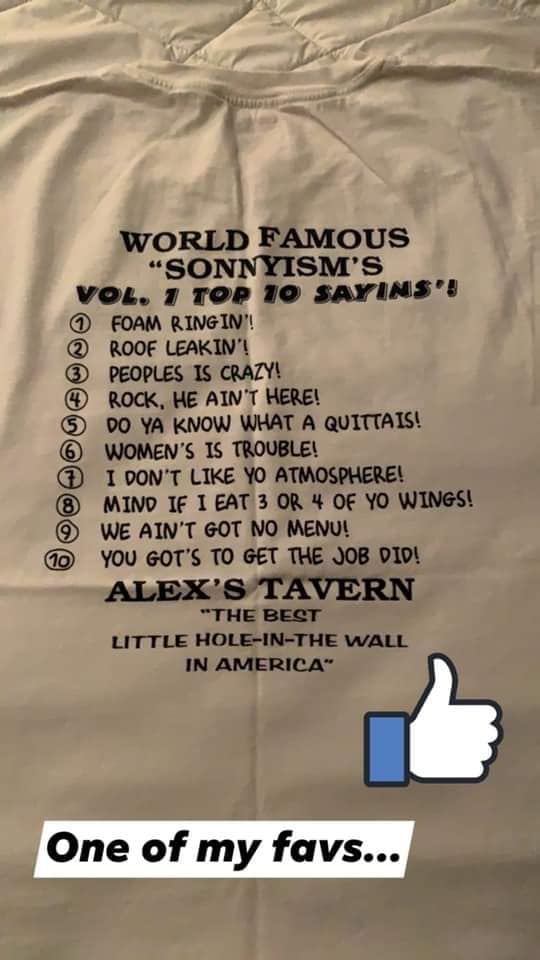 WORLD FAMOUS
"SONNYISM'S
VOL. 1 TOP 10 SAYINS'!
1 FOAM RINGIN'!
2 ROOF LEAKIN'!
3 PEOPLES IS CRAZY!
4 ROCK, HE AIN'T HERE!
5 DO YA KNOW WHAT A QUITTAIS!
6 WOMEN'S IS TROUBLE!
7 I DON'T LIKE YO ATMOSPHERE!
8 MIND IF I EAT 3 OR 4 OF YO WINGS!
9 WE AIN'T GOT NO MENU!
10 YOU GOT'S TO GET THE JOB DID!
ALEX'S TAVERN
"THE BEST
LITTLE HOLE-IN-THE WALL
IN AMERICA"
One of my favs...